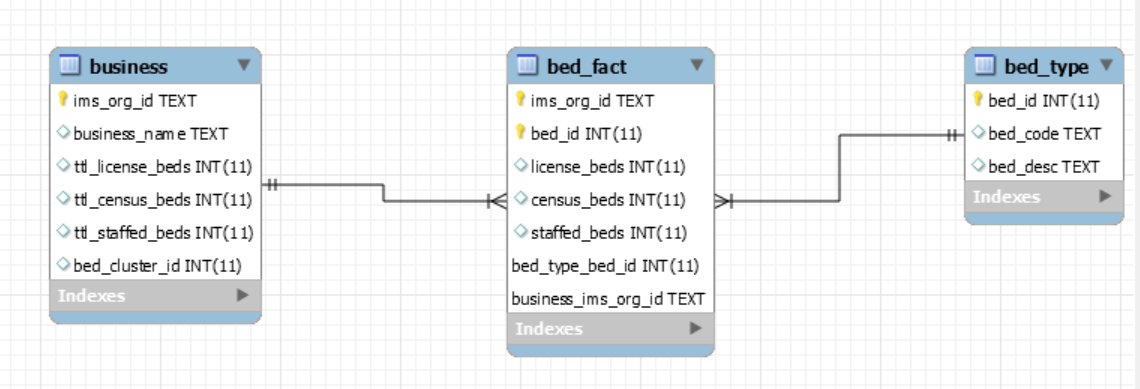 business
ims_org_id TEXT
business_name TEXT
ttl_license_beds INT(11)
ttl_census_beds INT(11)
ttl_staffed_beds INT(11)
bed_cluster_id INT(11)
Indexes
bed_fact
ims_org_id TEXT
bed_id INT(11)
license_beds INT(11)
census_beds INT(11)
staffed_beds INT(11)
bed_type_bed_id INT(11)
business_ims_org_id TEXT
Indexes
bed_type
bed_id INT(11)
bed_code TEXT
bed_desc TEXT
Indexes